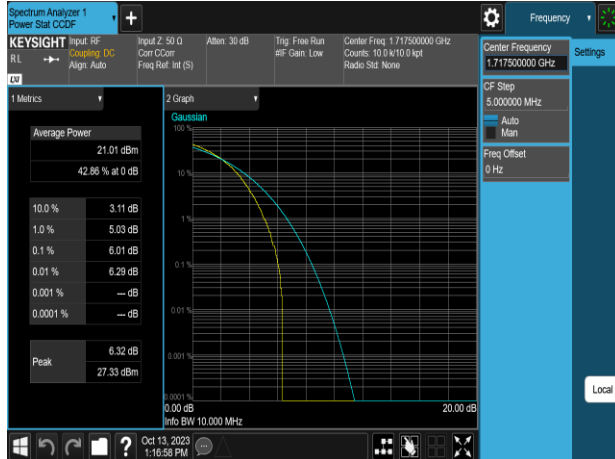 Spectrum Analyzer 1
Power Stat CCDF
+
Frequency
KEYSIGHT
RL
Input: RF
Coupling: DC
Align: Auto
Input Z: 50 Ω
Corr CCorr
Freq Ref: Int (S)
Atten: 30 dB
Trig: Free Run
#IF Gain: Low
Center Freq: 1.717500000 GHz
Counts: 10.0 k/10.0 kpt
Radio Std: None
LXI
Center Frequency
1.717500000 GHz
Settings
CF Step
5.000000 MHz
Auto
Man
Freq Offset
0 Hz
Local
1 Metrics
Average Power
21.01 dBm
42.86 % at 0 dB
10.0 % 3.11 dB
1.0 % 5.03 dB
0.1 % 6.01 dB
0.01 % 6.29 dB
0.001 % --- dB
0.0001 % --- dB
Peak
6.32 dB
27.33 dBm
2 Graph
Gaussian
100 %
10 %
1 %
0.1 %
0.01 %
0.001 %
0.0001 %
0.00 dB
20.00 dB
Info BW 10.000 MHz
?
Oct 13, 2023
1:16:58 PM